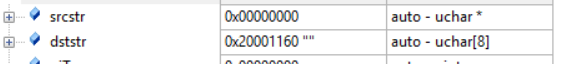 srcstr 0x00000000 auto - uchar *
dststr 0x20001160 "" auto - uchar[8]